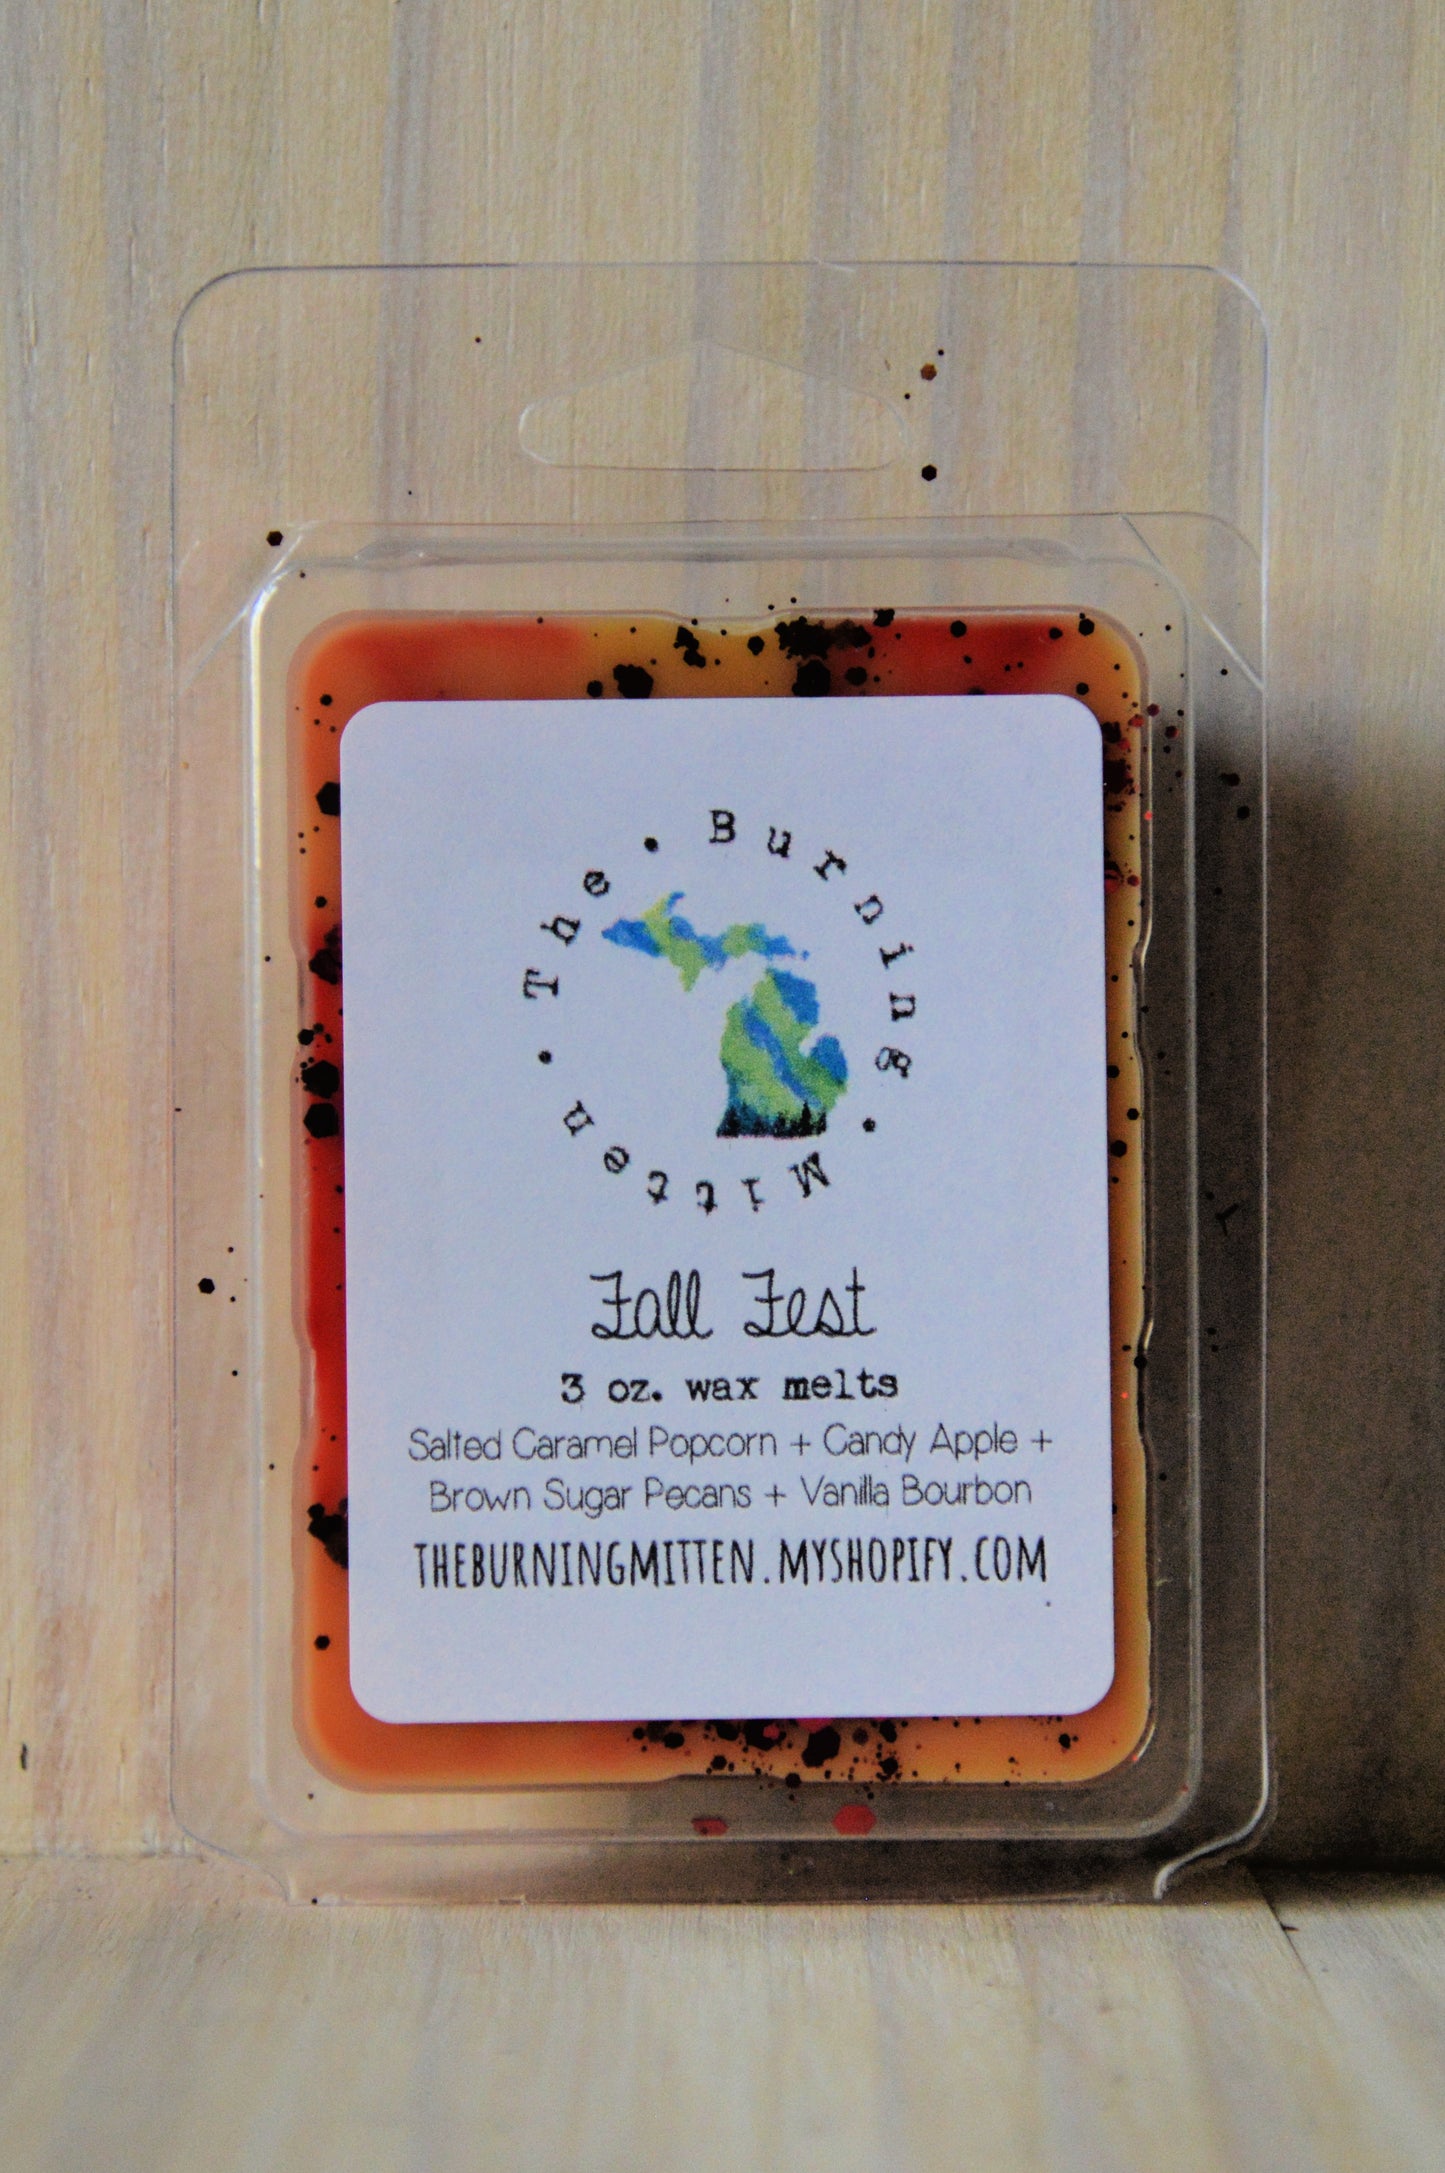 The • Burning • Mitten •
Fall Fest
3 oz. wax melts
Salted Caramel Popcorn + Candy Apple +
Brown Sugar Pecans + Vanilla Bourbon
THEBURNINGMITTEN.MYSHOPIFY.COM